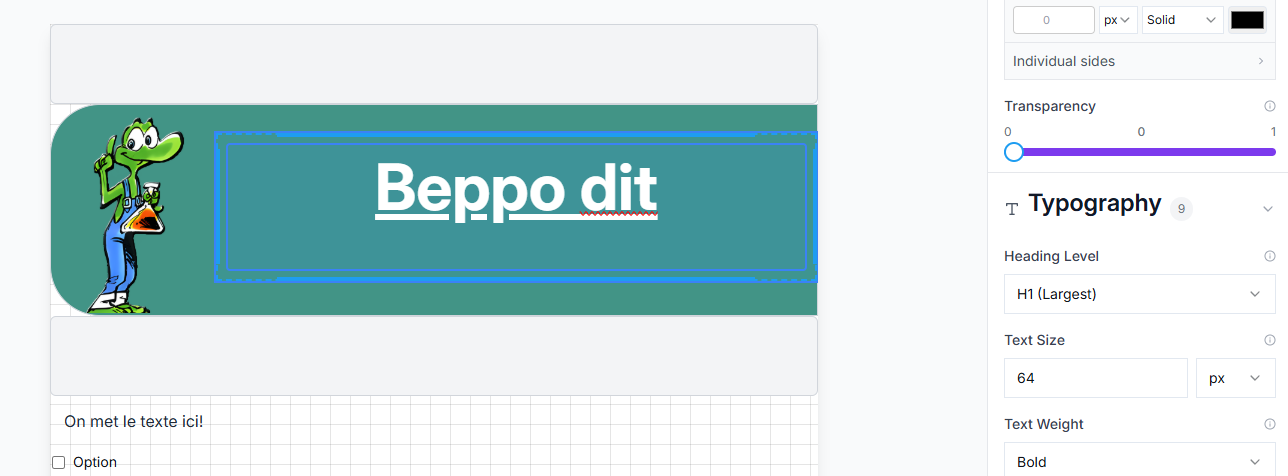 0 px Solid
Individual sides
Transparency
0 0 1
Beppo dit
Typography 9
Heading Level
H1 (Largest)
Text Size
64 px
Text Weight
Bold
On met le texte ici!
Option